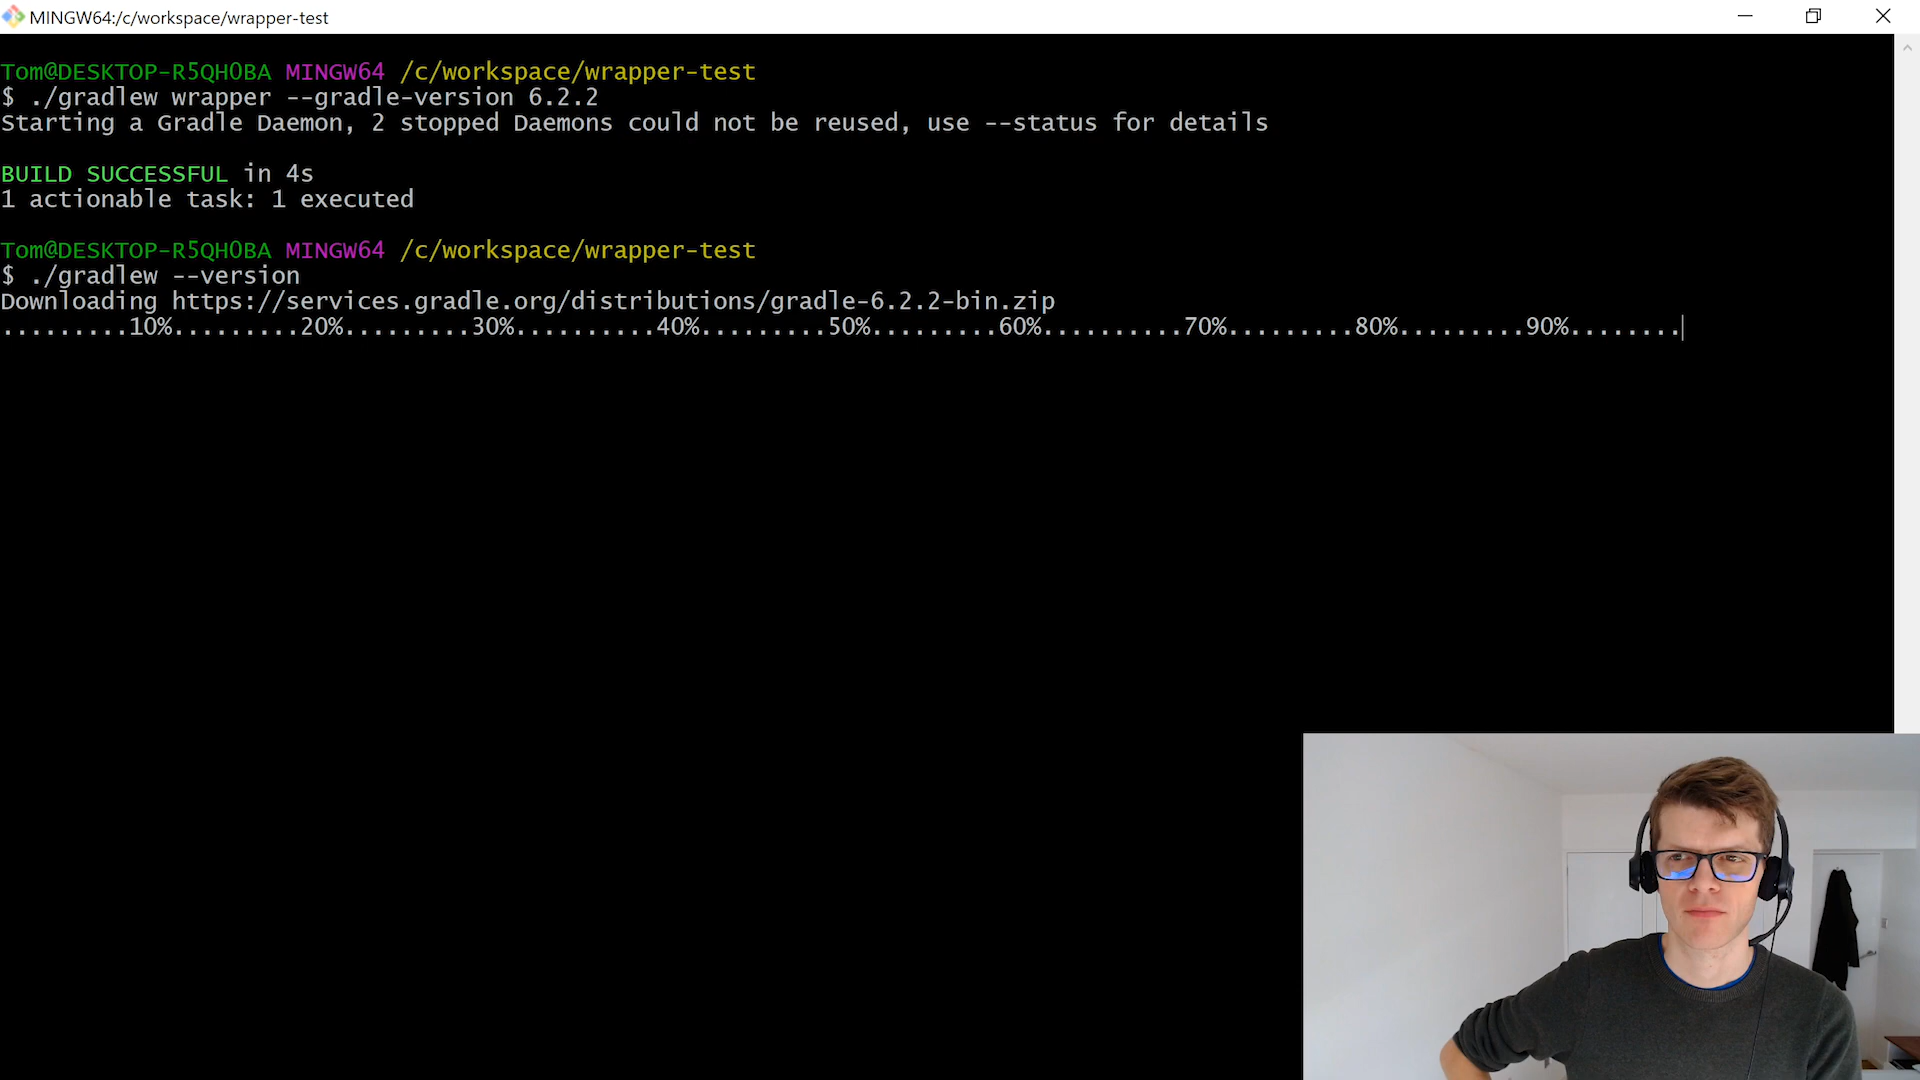 MINGW64:/c/workspace/wrapper-test
Tom@DESKTOP-R5QH0BA MINGW64 /c/workspace/wrapper-test
$ ./gradlew wrapper --gradle-version 6.2.2
Starting a Gradle Daemon, 2 stopped Daemons could not be reused, use --status for details
BUILD SUCCESSFUL in 4s
1 actionable task: 1 executed
Tom@DESKTOP-R5QH0BA MINGW64 /c/workspace/wrapper-test
$ ./gradlew --version
Downloading https://services.gradle.org/distributions/gradle-6.2.2-bin.zip
.........10%.........20%.........30%..........40%.........50%.........60%..........70%.........80%.........90%........